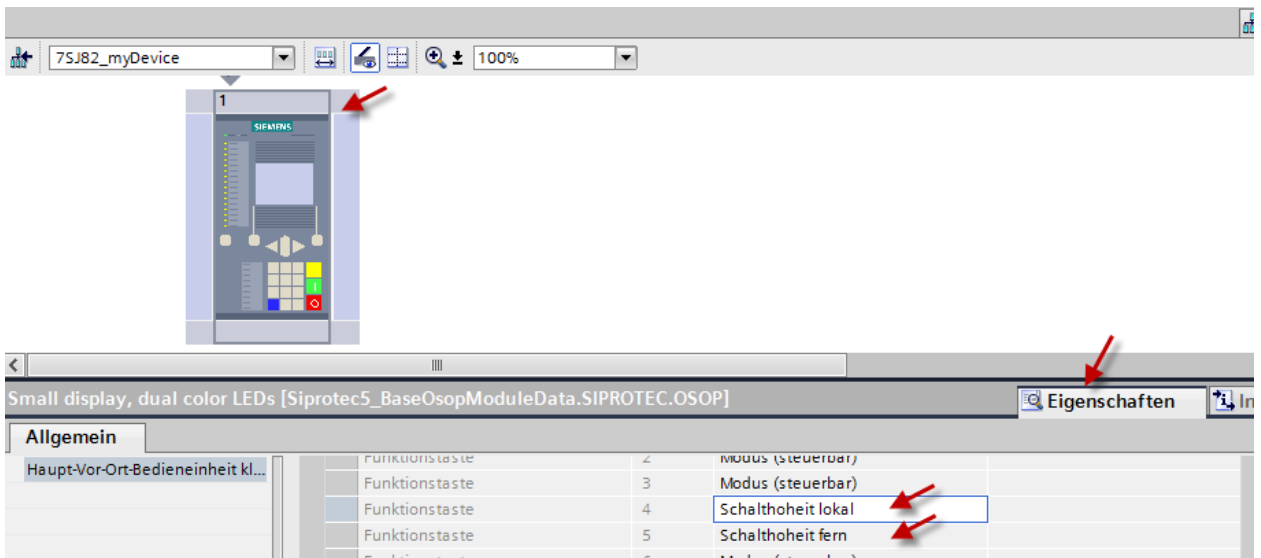 7SJ82_myDevice 100%
1
SIEMENS
Small display, dual color LEDs [Siprotec5_BaseOsopModuleData.SIPROTEC.OSOP] Eigenschaften In
Allgemein
Haupt-Vor-Ort-Bedieneinheit kl...
Funktionstaste 2 Modus (steuerbar)
Funktionstaste 3 Modus (steuerbar)
Funktionstaste 4 Schalthoheit lokal
Funktionstaste 5 Schalthoheit fern